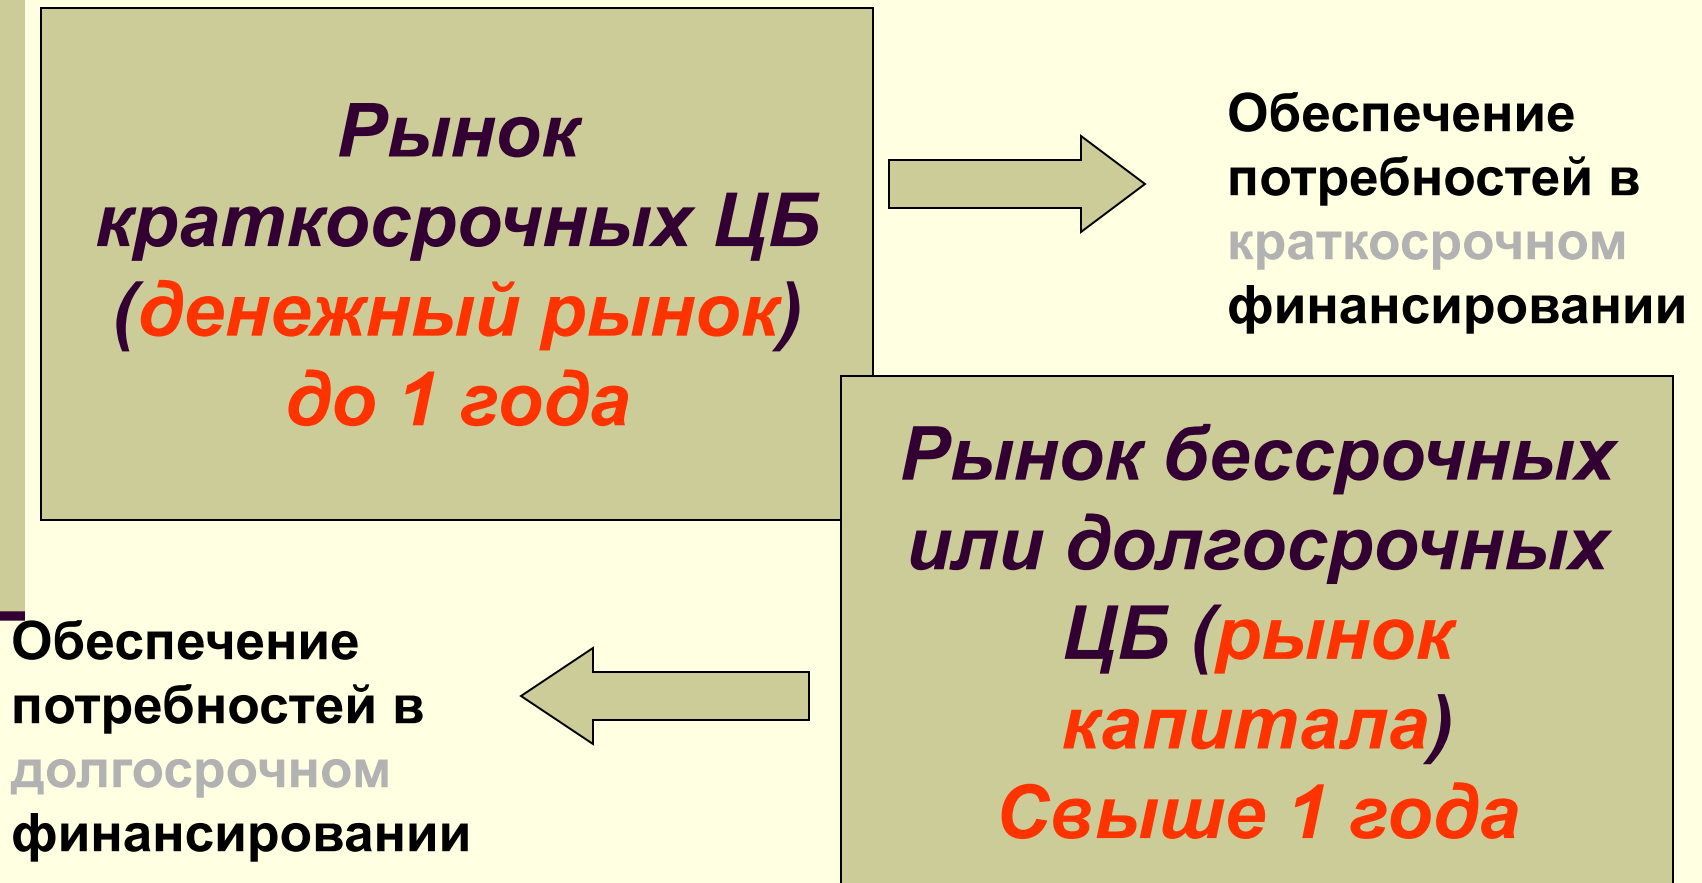 Рынок
краткосрочных ЦБ
(денежный рынок)
до 1 года
Обеспечение
потребностей в
краткосрочном
финансировании
Рынок бессрочных
или долгосрочных
ЦБ (рынок
капитала)
Свыше 1 года
Обеспечение
потребностей в
долгосрочном
финансировании